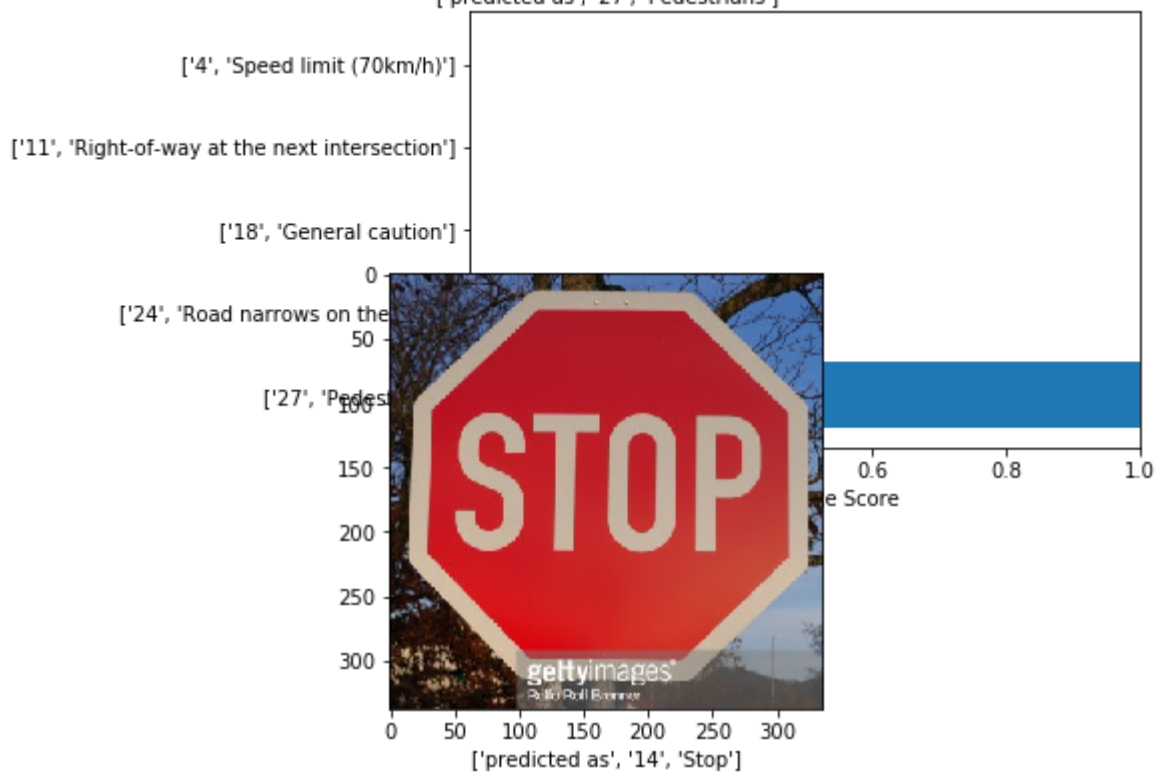 ['predicted as', '27', 'Pedestrians']
['4', 'Speed limit (70km/h)']
['11', 'Right-of-way at the next intersection']
['18', 'General caution']
0
['24', 'Road narrows on the
50
['27', 'Pedest
100
STOP
150
0.6 0.8 1.0
e Score
200
250
300
gettyimages®
0 50 100 150 200 250 300
['predicted as', '14', 'Stop']